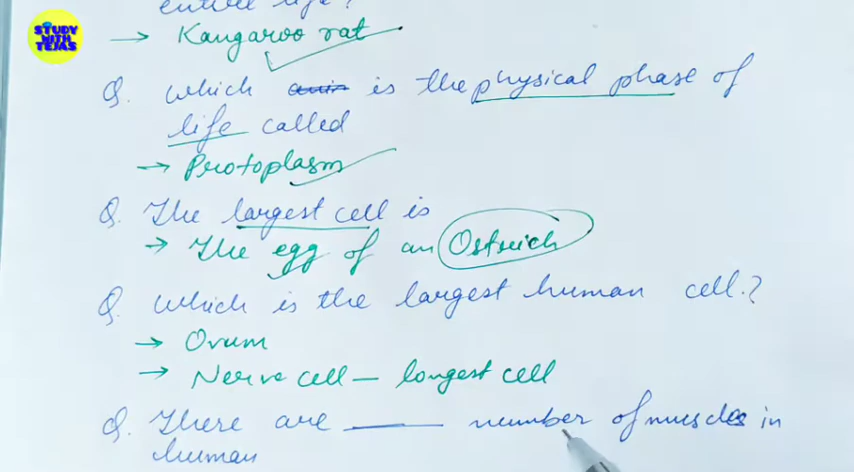 STUDY
WITH
TEJAS
entire life?
→ Kangaroo rat
Q. which is the physical phase of
life called
→ Protoplasm
Q. The largest cell is
→ The egg of an Ostrich
Q. which is the largest human cell.?
→ Ovum
→ Nerve cell - longest cell
Q. There are ____ number of muscles in
human